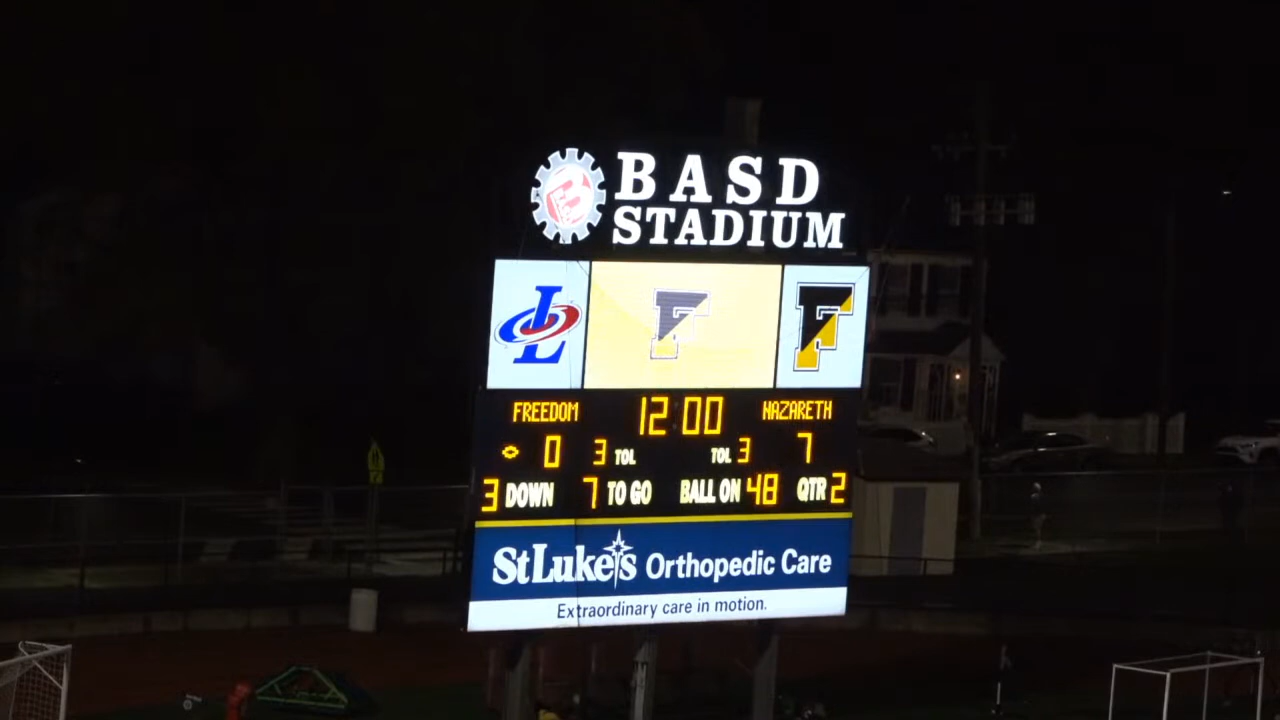 BASD
STADIUM
L
F
F
FREEDOM 12:00 NAZARETH
0 3 TOL TOL 3 7
3 DOWN 7 TO GO BALL ON 48 QTR 2
StLuke's Orthopedic Care
Extraordinary care in motion.